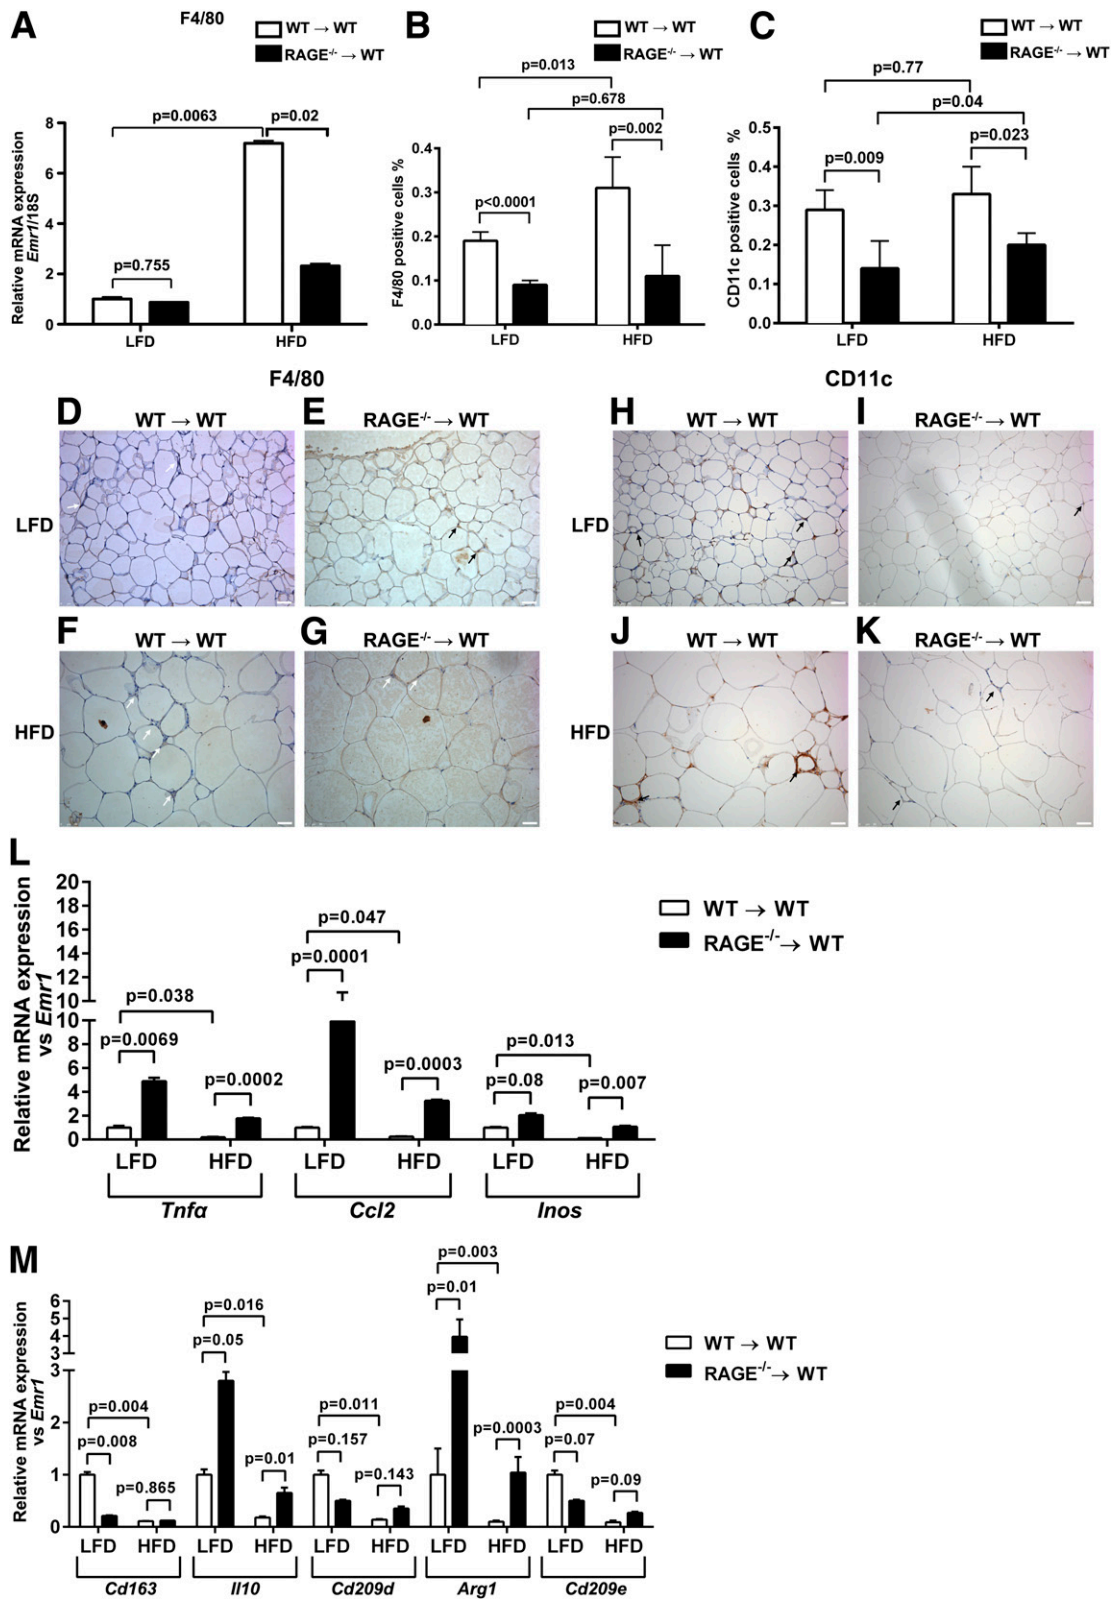 A
F4/80
WT → WT
RAGE-/- → WT
p=0.0063
p=0.02
p=0.755
Relative mRNA expression
Emr1/18S
8
6
4
2
0
LFD
HFD
B
WT → WT
RAGE-/- → WT
p=0.013
p=0.678
p=0.002
p<0.0001
F4/80 positive cells %
0.4
0.3
0.2
0.1
0.0
LFD
HFD
C
WT → WT
RAGE-/- → WT
p=0.77
p=0.04
p=0.023
p=0.009
CD11c positive cells %
0.5
0.4
0.3
0.2
0.1
0.0
LFD
HFD
F4/80
CD11c
D
WT → WT
E
RAGE-/- → WT
H
WT → WT
I
RAGE-/- → WT
LFD
LFD
F
WT → WT
G
RAGE-/- → WT
J
WT → WT
K
RAGE-/- → WT
HFD
HFD
L
Relative mRNA expression
vs Emr1
20
18
16
14
12
10
10
8
6
4
2
0
WT → WT
RAGE-/- → WT
p=0.047
p=0.0001
p=0.038
p=0.0069
p=0.0002
p=0.0003
p=0.013
p=0.08
p=0.007
LFD
HFD
LFD
HFD
LFD
HFD
Tnfα
Ccl2
Inos
M
Relative mRNA expression
vs Emr1
6
5
4
3
3
2
1
0
WT → WT
RAGE-/- → WT
p=0.003
p=0.01
p=0.016
p=0.05
p=0.004
p=0.008
p=0.865
p=0.01
p=0.011
p=0.157
p=0.143
p=0.0003
p=0.004
p=0.07
p=0.09
LFD
HFD
LFD
HFD
LFD
HFD
LFD
HFD
LFD
HFD
Cd163
Il10
Cd209d
Arg1
Cd209e